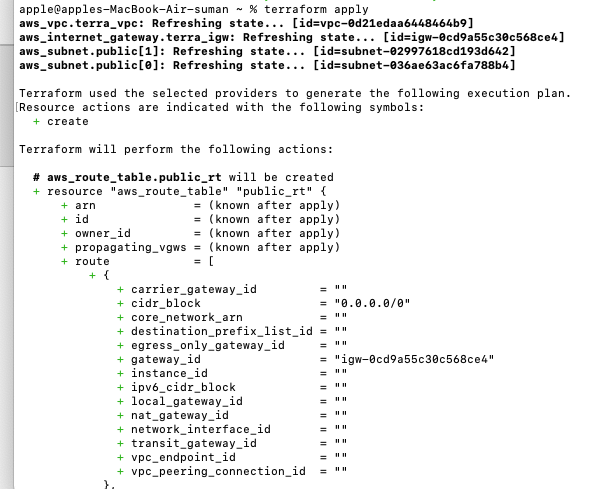 apple@apples-MacBook-Air-suman ~ % terraform apply
aws_vpc.terra_vpc: Refreshing state... [id=vpc-0d21edaa6448464b9]
aws_internet_gateway.terra_igw: Refreshing state... [id=igw-0cd9a55c30c568ce4]
aws_subnet.public[1]: Refreshing state... [id=subnet-02997618cd193d642]
aws_subnet.public[0]: Refreshing state... [id=subnet-036ae63ac6fa788b4]

Terraform used the selected providers to generate the following execution plan.
[Resource actions are indicated with the following symbols:
  + create

Terraform will perform the following actions:

  # aws_route_table.public_rt will be created
  + resource "aws_route_table" "public_rt" {
      + arn              = (known after apply)
      + id               = (known after apply)
      + owner_id         = (known after apply)
      + propagating_vgws = (known after apply)
      + route            = [
          + {
              + carrier_gateway_id         = ""
              + cidr_block                 = "0.0.0.0/0"
              + core_network_arn           = ""
              + destination_prefix_list_id = ""
              + egress_only_gateway_id     = ""
              + gateway_id                 = "igw-0cd9a55c30c568ce4"
              + instance_id                = ""
              + ipv6_cidr_block            = ""
              + local_gateway_id           = ""
              + nat_gateway_id             = ""
              + network_interface_id       = ""
              + transit_gateway_id         = ""
              + vpc_endpoint_id            = ""
              + vpc_peering_connection_id  = ""
            },